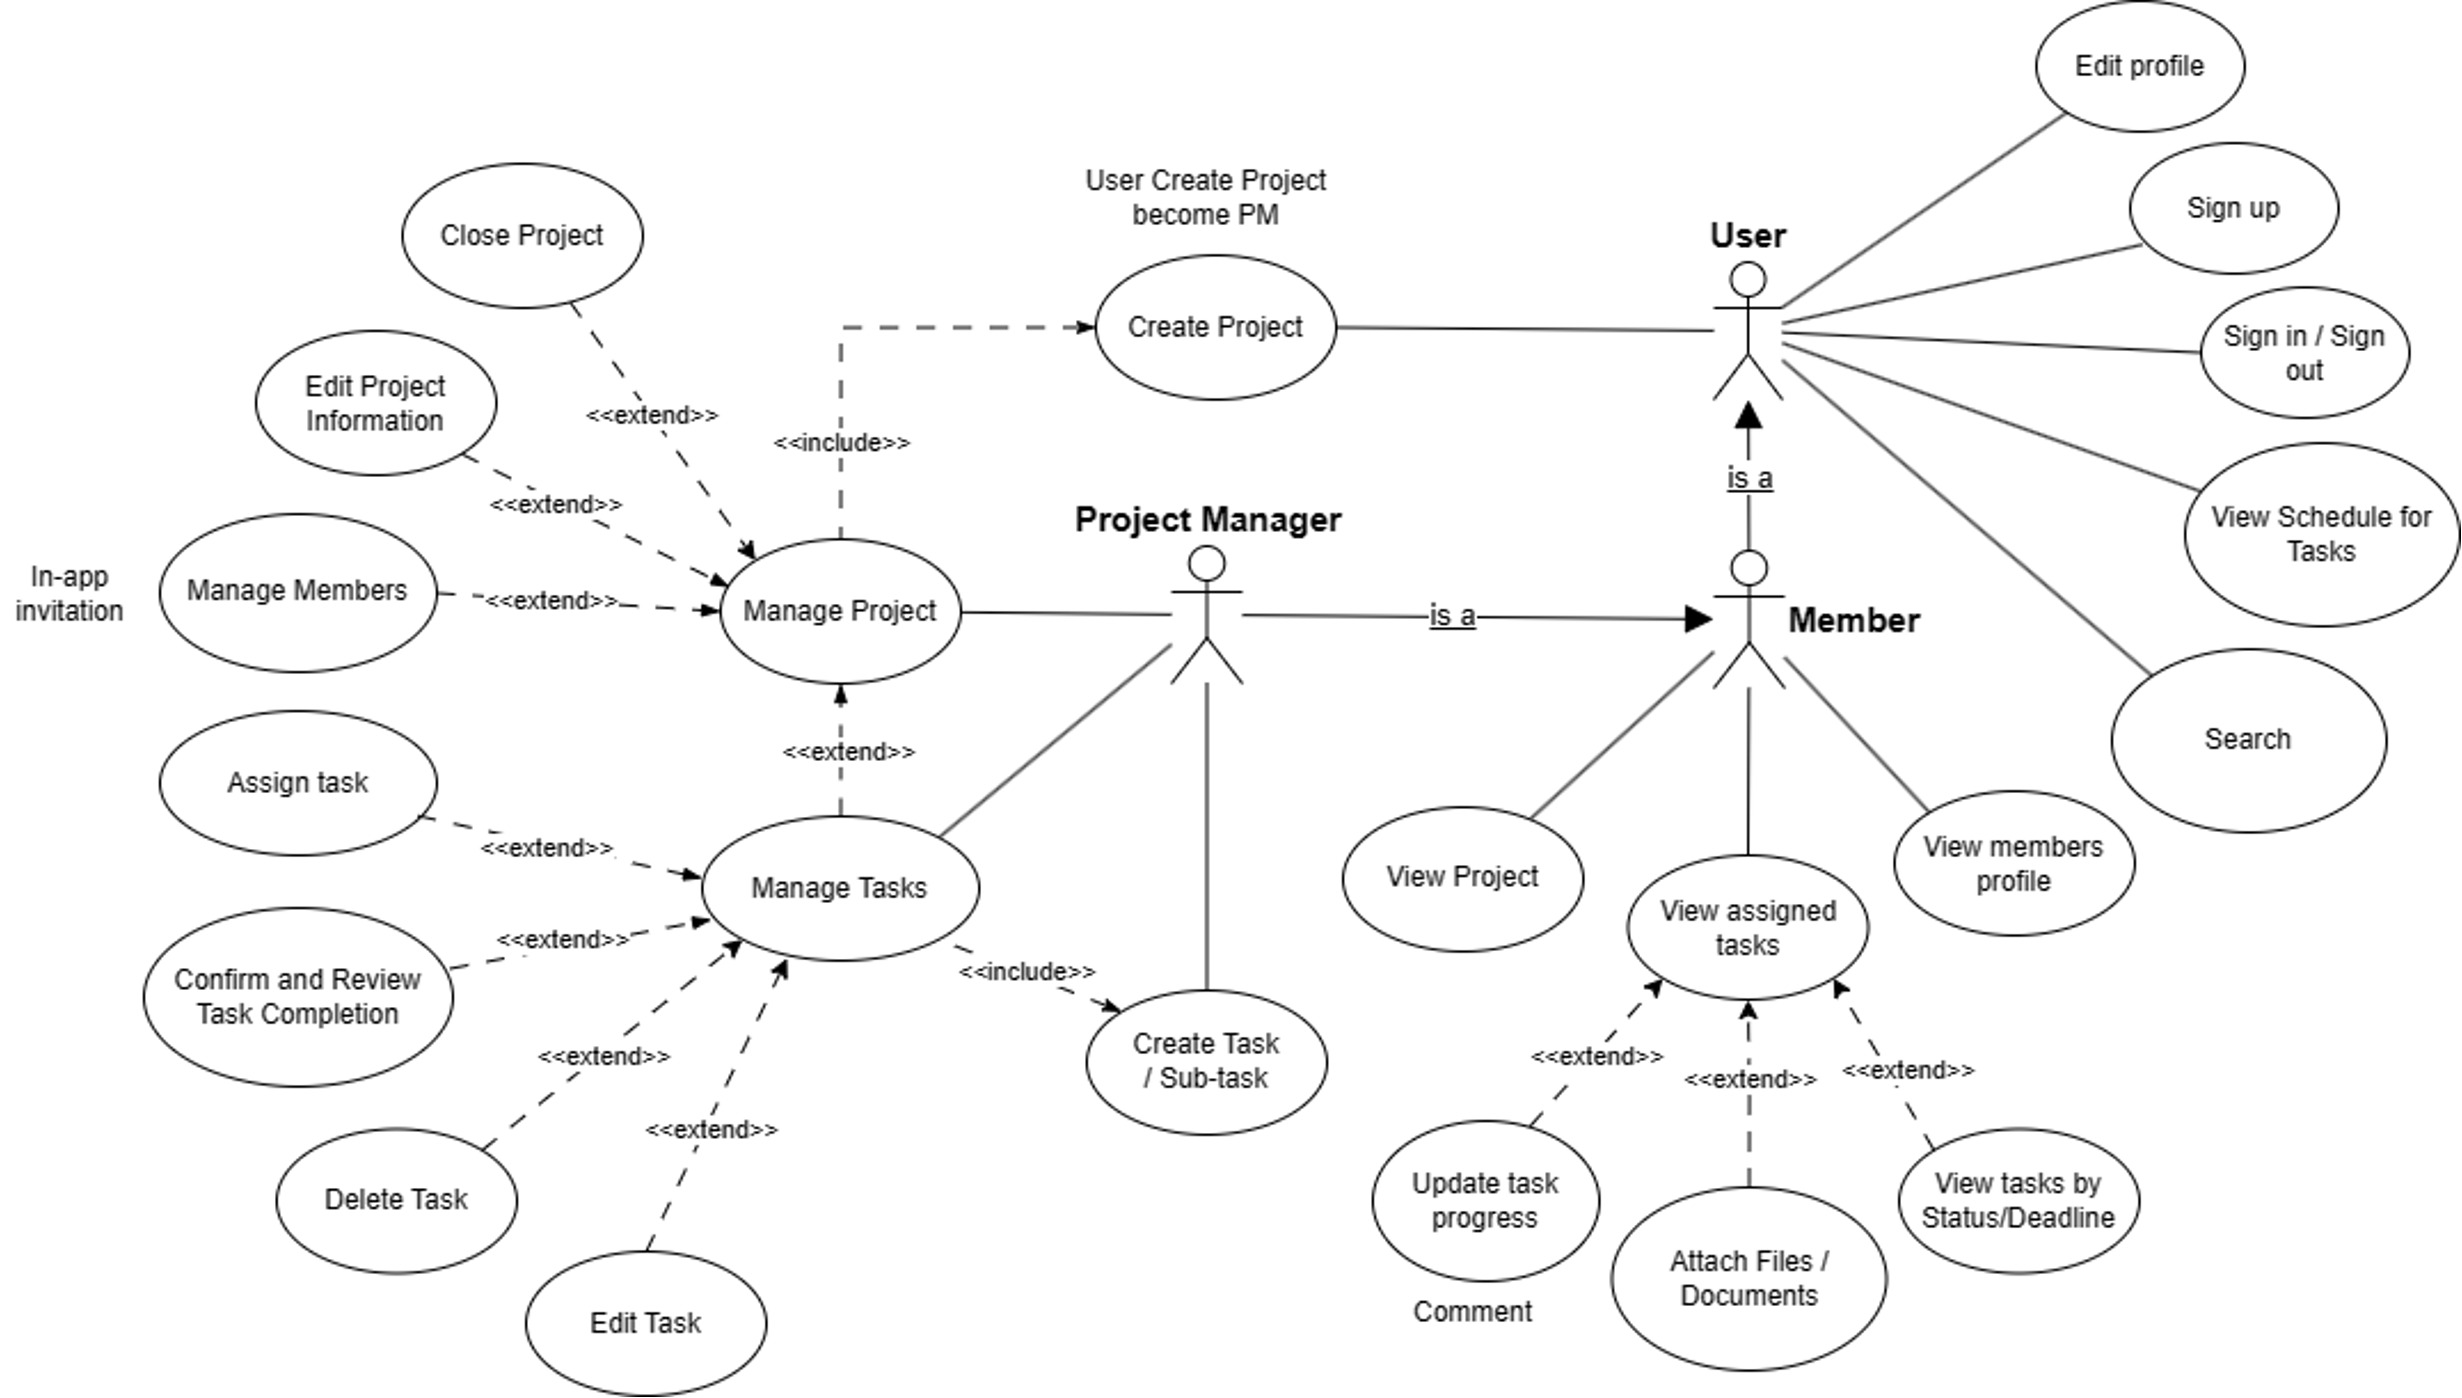 Edit profile
Sign up
User Create Project
become PM
Close Project
User
Create Project
Sign in / Sign
out
Edit Project
Information
<<extend>>
<<include>>
is a
<<extend>>
Project Manager
View Schedule for
Tasks
In-app
invitation
Manage Members
<<extend>>
Manage Project
is a
Member
Search
<<extend>>
Assign task
<<extend>>
Manage Tasks
View Project
View members
profile
View assigned
tasks
<<extend>>
Confirm and Review
Task Completion
<<include>>
Create Task
/ Sub-task
<<extend>>
<<extend>>
<<extend>>
<<extend>>
<<extend>>
Delete Task
Update task
progress
View tasks by
Status/Deadline
Attach Files /
Documents
Comment
Edit Task